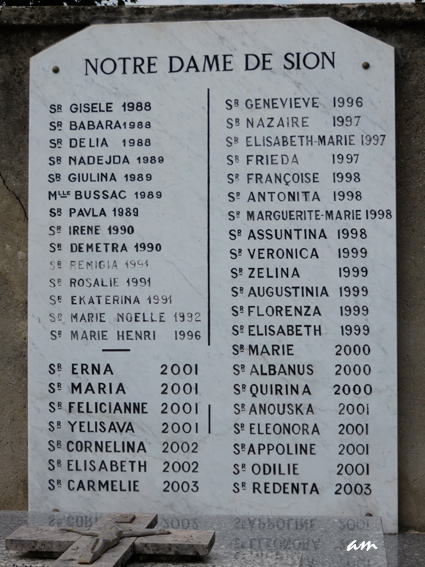 NOTRE DAME DE SION
SR GISELE 1988
SR BABARA 1988
SR DELIA 1988
SR NADEJDA 1989
SR GIULINA 1989
MLLE BUSSAC 1989
SR PAVLA 1989
SR IRENE 1990
SR DEMETRA 1990
SR REMIGIA 1991
SR ROSALIE 1991
SR EKATERINA 1991
SR MARIE NOELLE 1992
SR MARIE HENRI 1996
SR ERNA 2001
SR MARIA 2001
SR FELICIANNE 2001
SR YELISAVA 2001
SR CORNELINA 2002
SR ELISABETH 2002
SR CARMELIE 2003
SR GENEVIEVE 1996
SR NAZAIRE 1997
SR ELISABETH-MARIE 1997
SR FRIEDA 1997
SR FRANÇOISE 1998
SR ANTONITA 1998
SR MARGUERITE-MARIE 1998
SR ASSUNTINA 1998
SR VERONICA 1999
SR ZELINA 1999
SR AUGUSTINIA 1999
SR FLORENZA 1999
SR ELISABETH 1999
SR MARIE 2000
SR ALBANUS 2000
SR QUIRINA 2000
SR ANOUSKA 2001
SR ELEONORA 2001
SR APPOLINE 2001
SR ODILIE 2001
SR REDENTA 2003
am